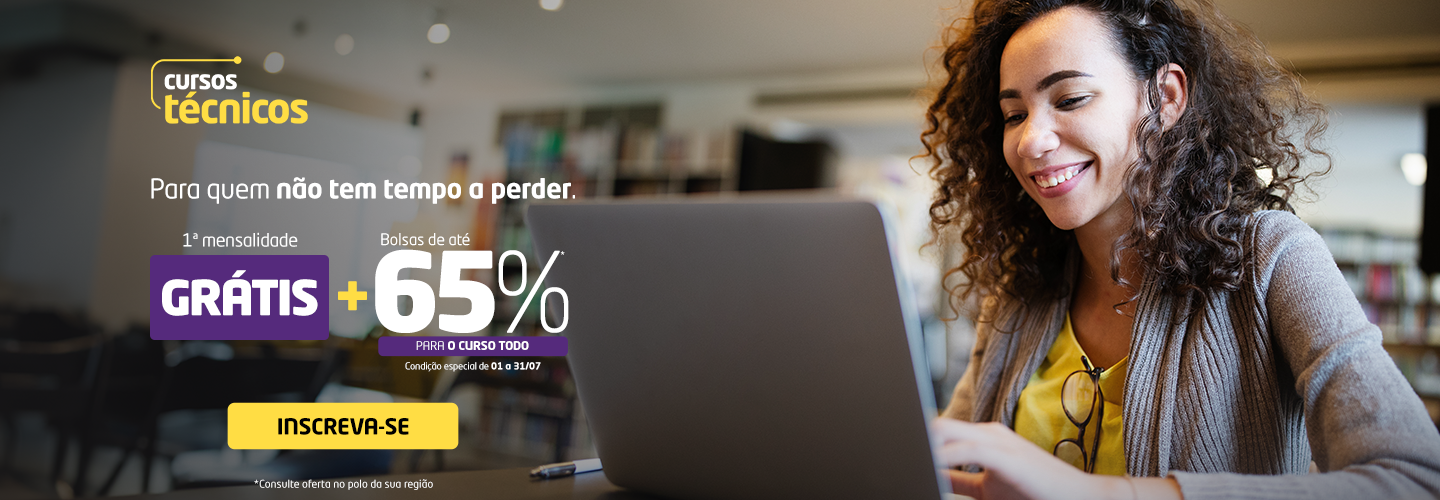 cursos
técnicos
Para quem não tem tempo a perder.
1ª mensalidade
GRÁTIS
+
Bolsas de até
65%*
PARA O CURSO TODO
Condição especial de 01 a 31/07
INSCREVA-SE
*Consulte oferta no polo da sua região